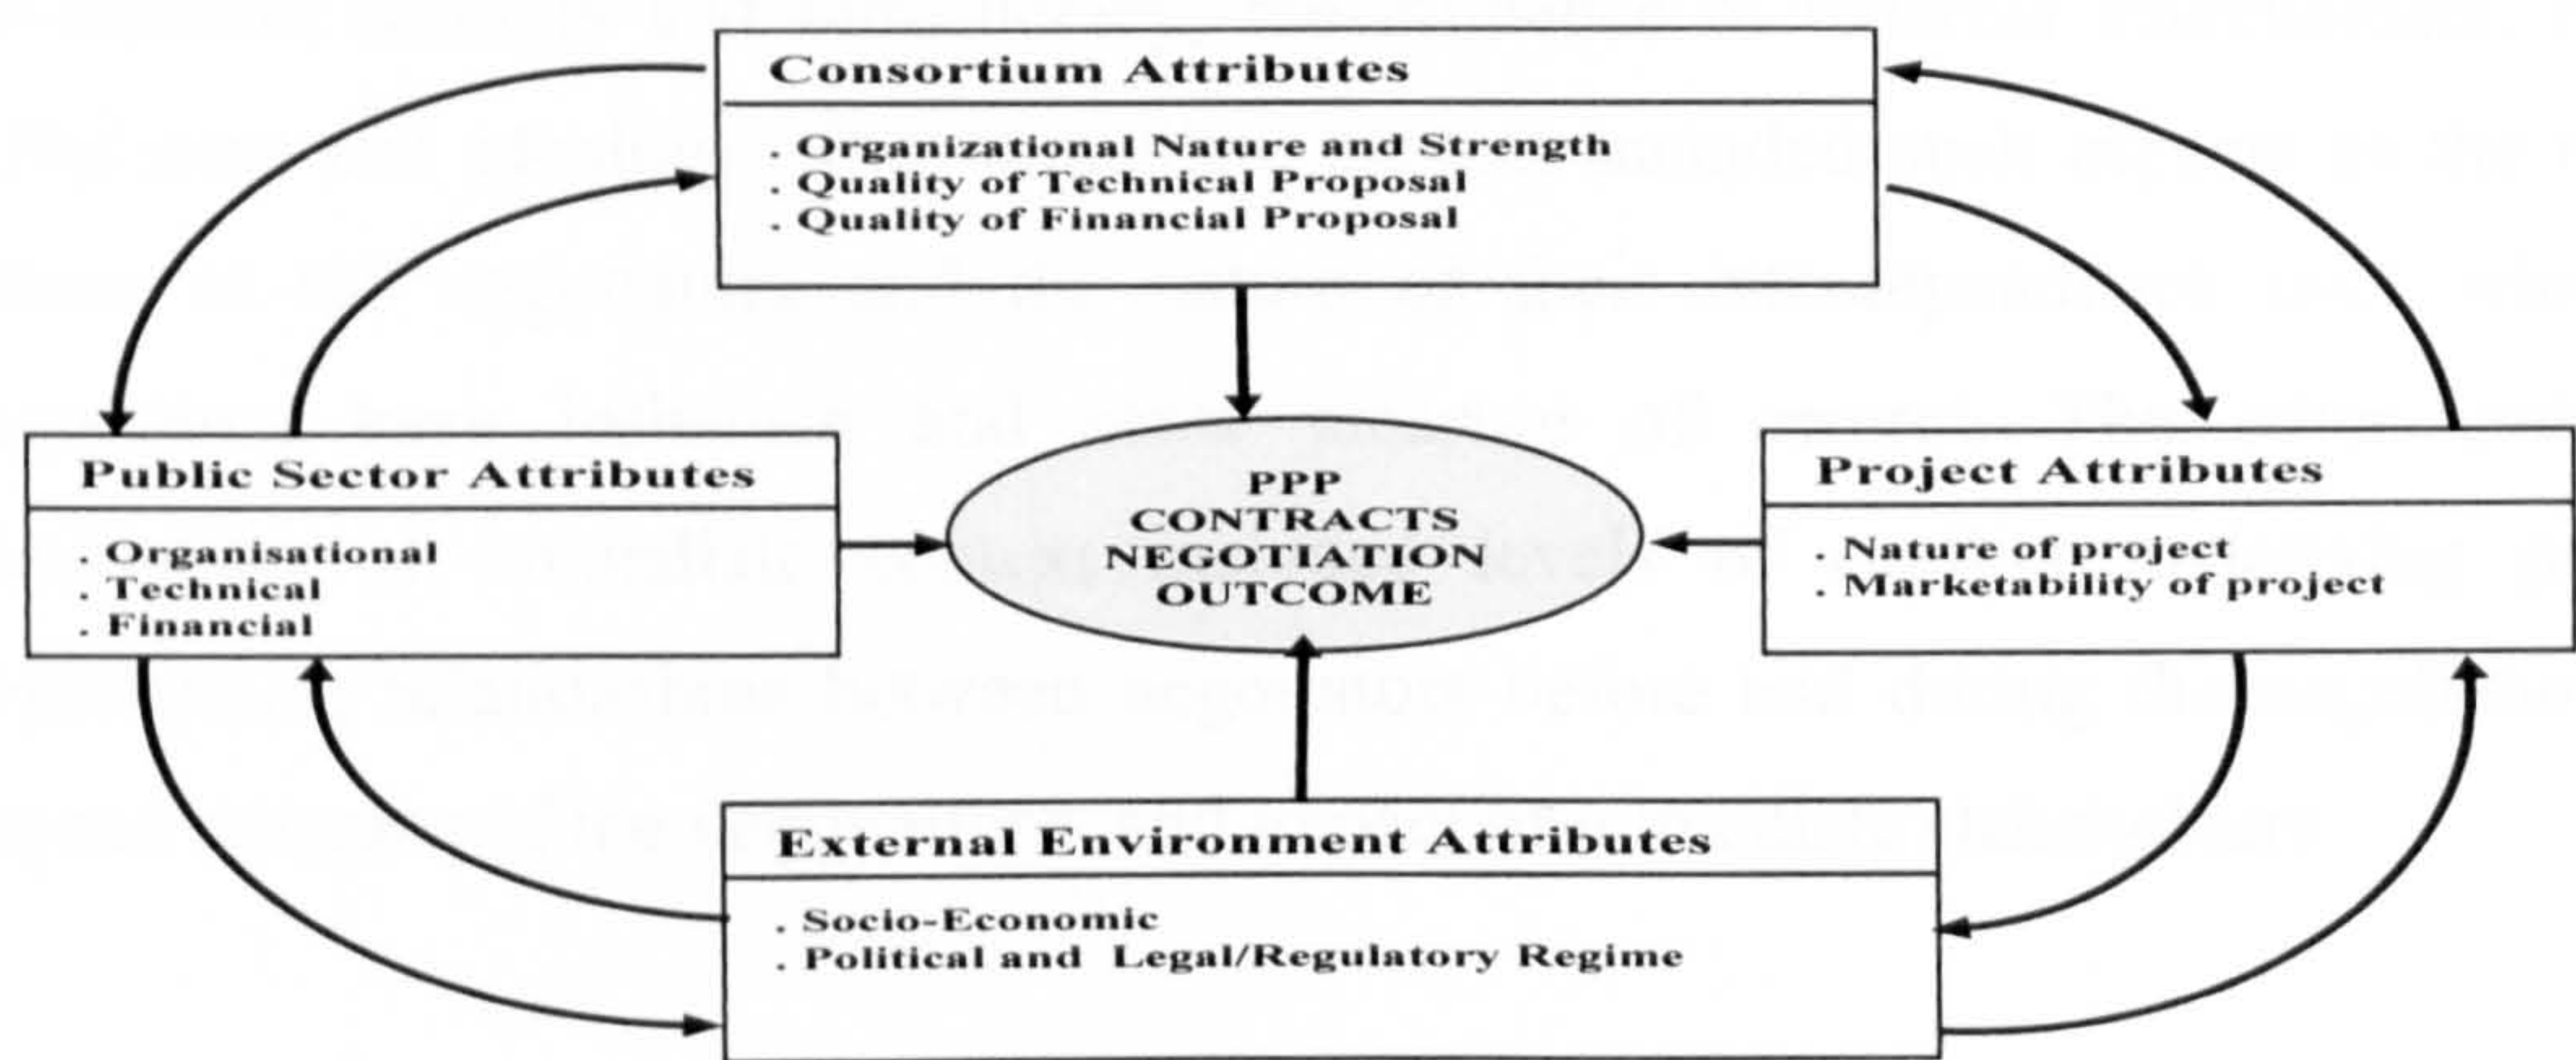 Consortium Attributes
. Organizational Nature and Strength
. Quality of Technical Proposal
. Quality of Financial Proposal
Public Sector Attributes
. Organisational
. Technical
. Financial
PPP
CONTRACTS
NEGOTIATION
OUTCOME
Project Attributes
. Nature of project
. Marketability of project
External Environment Attributes
. Socio-Economic
. Political and Legal/Regulatory Regime